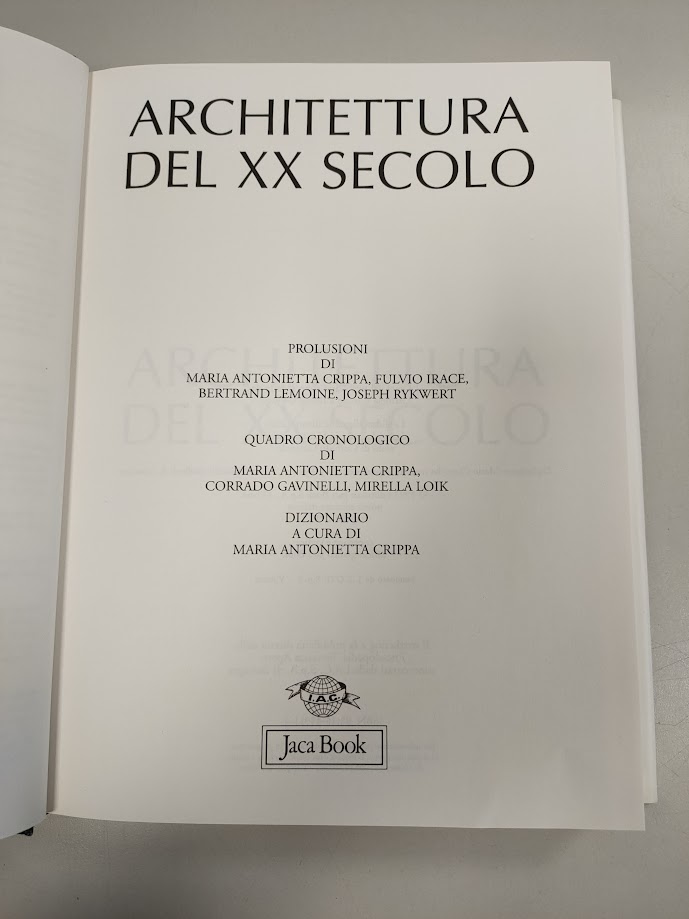 ARCHITETTURA
DEL XX SECOLO
PROLUSIONI
DI
MARIA ANTONIETTA CRIPPA, FULVIO IRACE,
BERTRAND LEMOINE, JOSEPH RYKWERT
QUADRO CRONOLOGICO
DI
MARIA ANTONIETTA CRIPPA,
CORRADO GAVINELLI, MIRELLA LOIK
DIZIONARIO
A CURA DI
MARIA ANTONIETTA CRIPPA
I.A.C.
Jaca Book